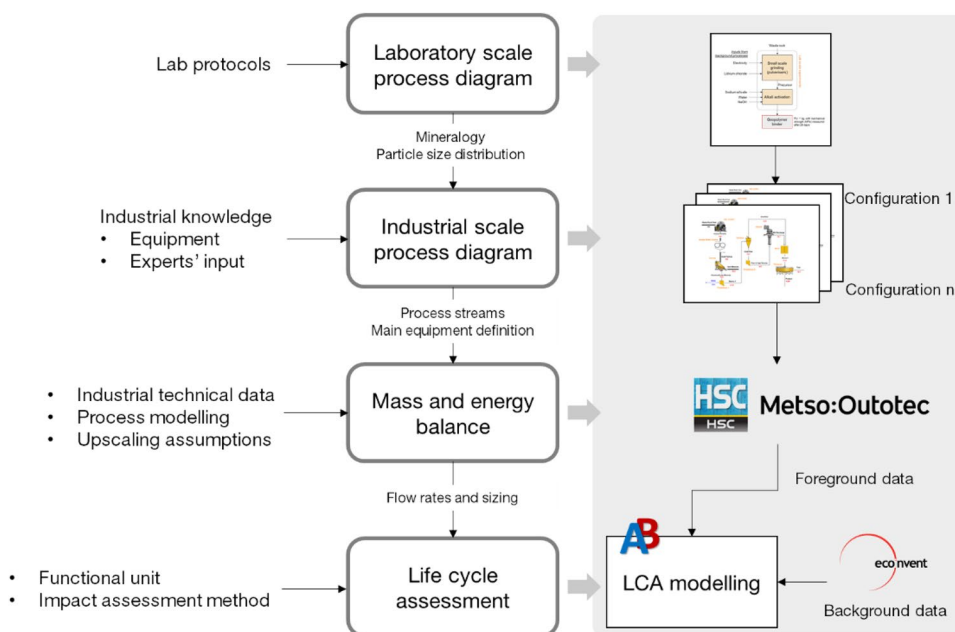 Lab protocols
Laboratory scale
process diagram
Mineralogy
Particle size distribution
Industrial knowledge
• Equipment
• Experts' input
Industrial scale
process diagram
Configuration 1
Configuration n
Process streams
Main equipment definition
• Industrial technical data
• Process modelling
• Upscaling assumptions
Mass and energy
balance
HSC
HSC
Metso:Outotec
Foreground data
Flow rates and sizing
• Functional unit
• Impact assessment method
Life cycle
assessment
AB
LCA modelling
ecoinvent
Background data